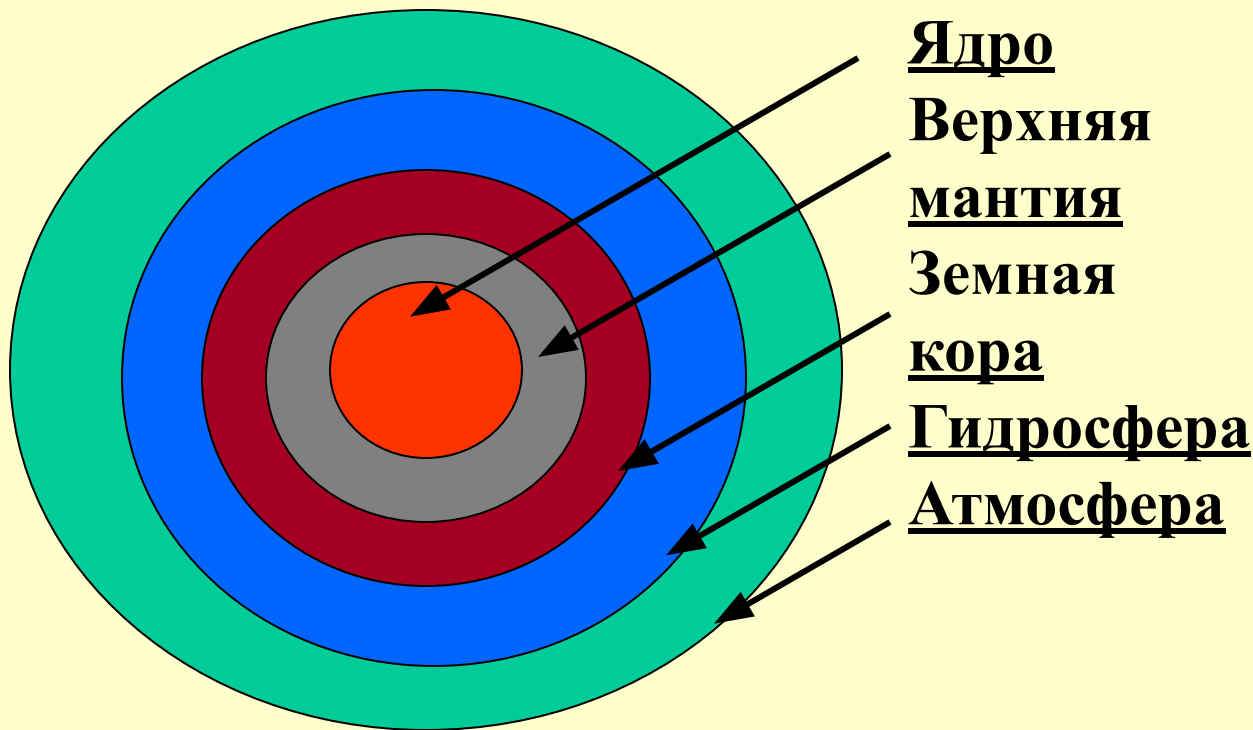 Ядро
Верхняя
мантия
Земная
кора
Гидросфера
Атмосфера